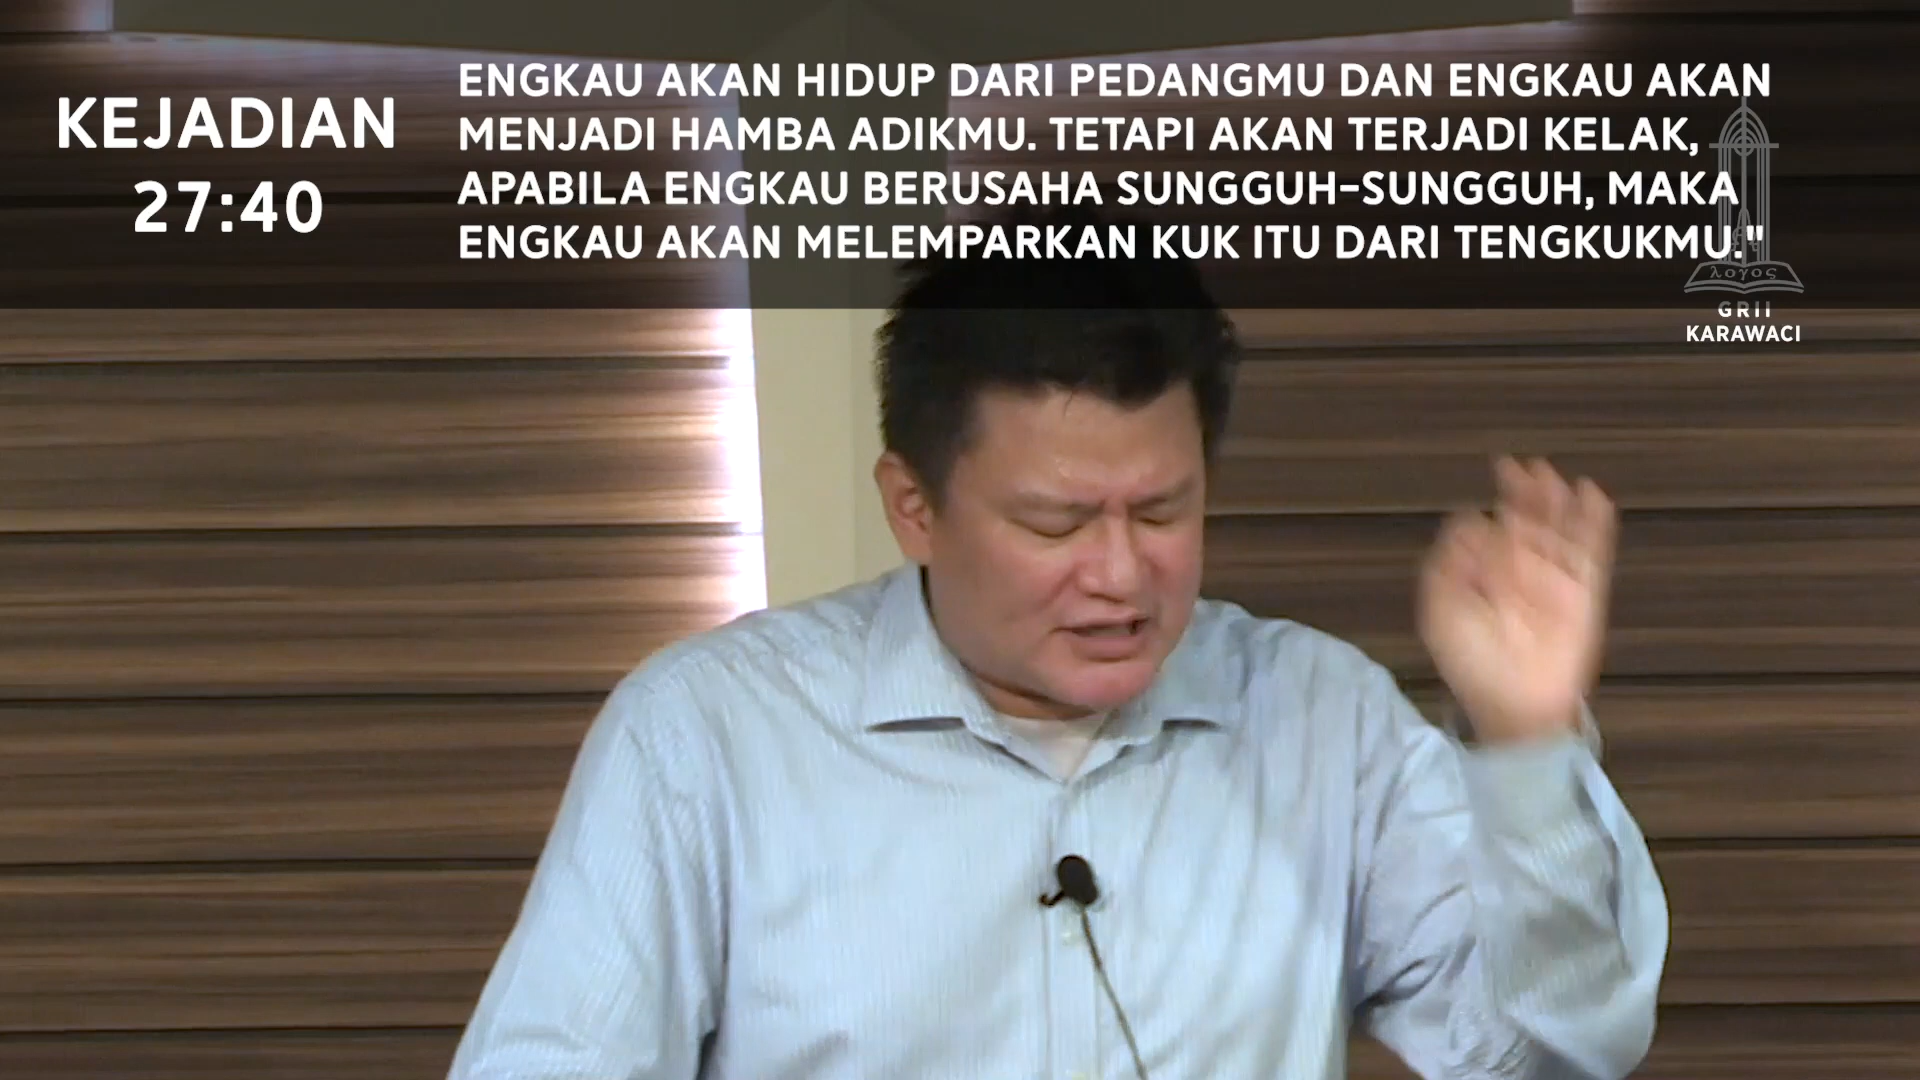 KEJADIAN
27:40
ENGKAU AKAN HIDUP DARI PEDANGMU DAN ENGKAU AKAN
MENJADI HAMBA ADIKMU. TETAPI AKAN TERJADI KELAK,
APABILA ENGKAU BERUSAHA SUNGGUH-SUNGGUH, MAKA
ENGKAU AKAN MELEMPARKAN KUK ITU DARI TENGKUKMU."
λογος
GRII
KARAWACI